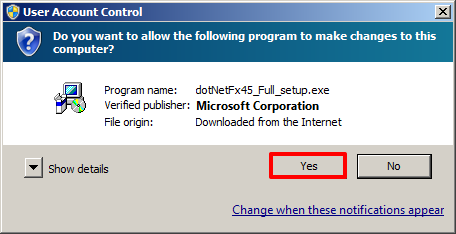 User Account Control
Do you want to allow the following program to make changes to this
computer?
Program name: dotNetFx45_Full_setup.exe
Verified publisher: Microsoft Corporation
File origin: Downloaded from the Internet
Show details
Yes
No
Change when these notifications appear